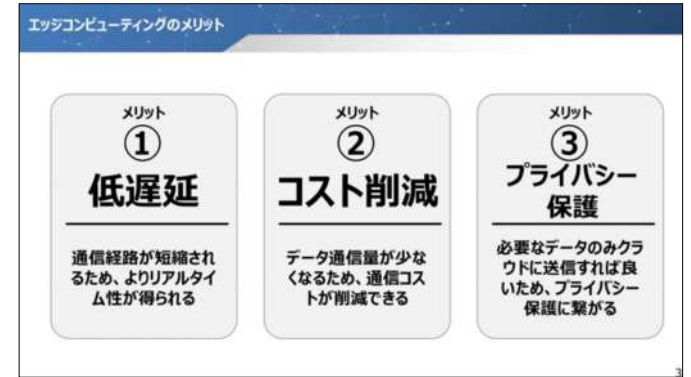 エッジコンピューティングのメリット
メリット
①
低遅延
通信経路が短縮され
るため、よりリアルタイ
ム性が得られる
メリット
②
コスト削減
データ通信量が少な
くなるため、通信コス
トが削減できる
メリット
③
プライバシー
保護
必要なデータのみクラ
ウドに送信すれば良
いため、プライバシー
保護に繋がる
3